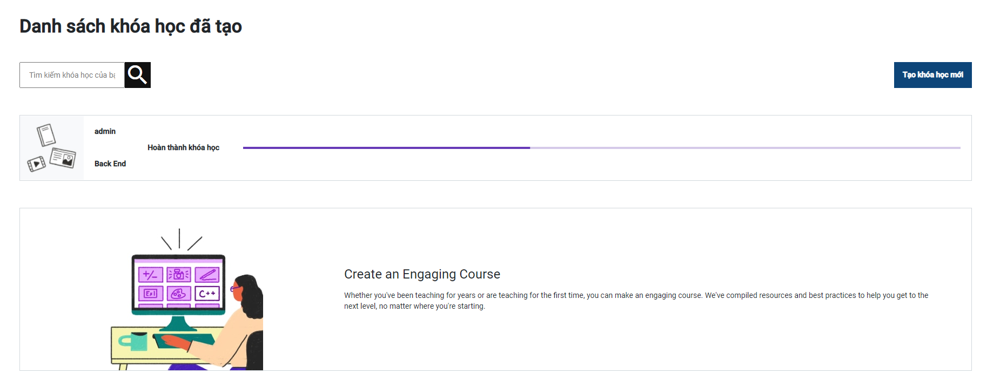 Danh sách khóa học đã tạo
Tìm kiếm khóa học của bạ
Tạo khóa học mới
admin
Hoàn thành khóa học
Back End
+/-
Ex1
C++
Create an Engaging Course
Whether you've been teaching for years or are teaching for the first time, you can make an engaging course. We've compiled resources and best practices to help you get to the
next level, no matter where you're starting.